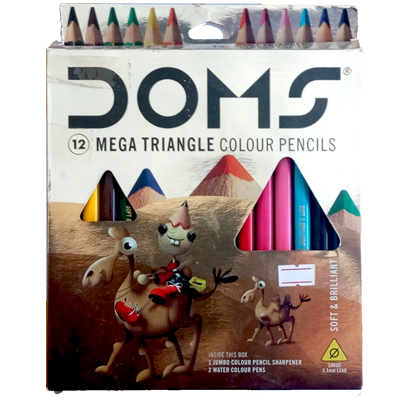 DOMS®
12 MEGA TRIANGLE COLOUR PENCILS
SOFT & BRILLIANT
INSIDE THIS BOX
1 JUMBO COLOUR PENCIL SHARPENER
2 WATER COLOUR PENS
LARGE
5.5mm LEAD